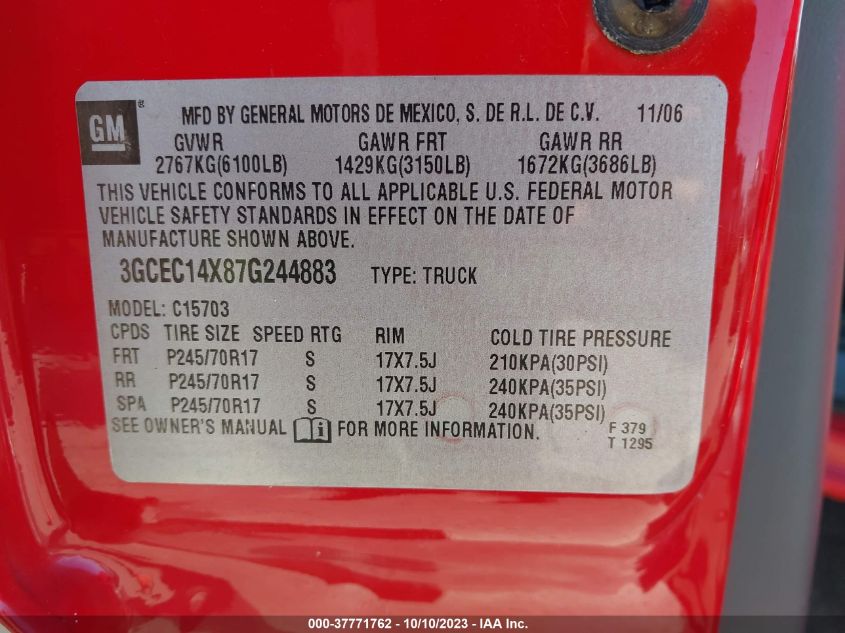 GM ® MFD BY GENERAL MOTORS DE MEXICO, S. DE R.L. DE C.V. 11/06
GVWR GAWR FRT GAWR RR
2767KG(6100LB) 1429KG(3150LB) 1672KG(3686LB)
THIS VEHICLE CONFORMS TO ALL APPLICABLE U.S. FEDERAL MOTOR
VEHICLE SAFETY STANDARDS IN EFFECT ON THE DATE OF
MANUFACTURE SHOWN ABOVE.
3GCEC14X87G244883 TYPE: TRUCK
MODEL: C15703
CPDS TIRE SIZE SPEED RTG RIM COLD TIRE PRESSURE
FRT P245/70R17 S 17X7.5J 210KPA(30PSI)
RR P245/70R17 S 17X7.5J 240KPA(35PSI)
SPA P245/70R17 S 17X7.5J 240KPA(35PSI)
SEE OWNER'S MANUAL i FOR MORE INFORMATION.
F 379
T 1295
000-37771762 - 10/10/2023 - IAA Inc.